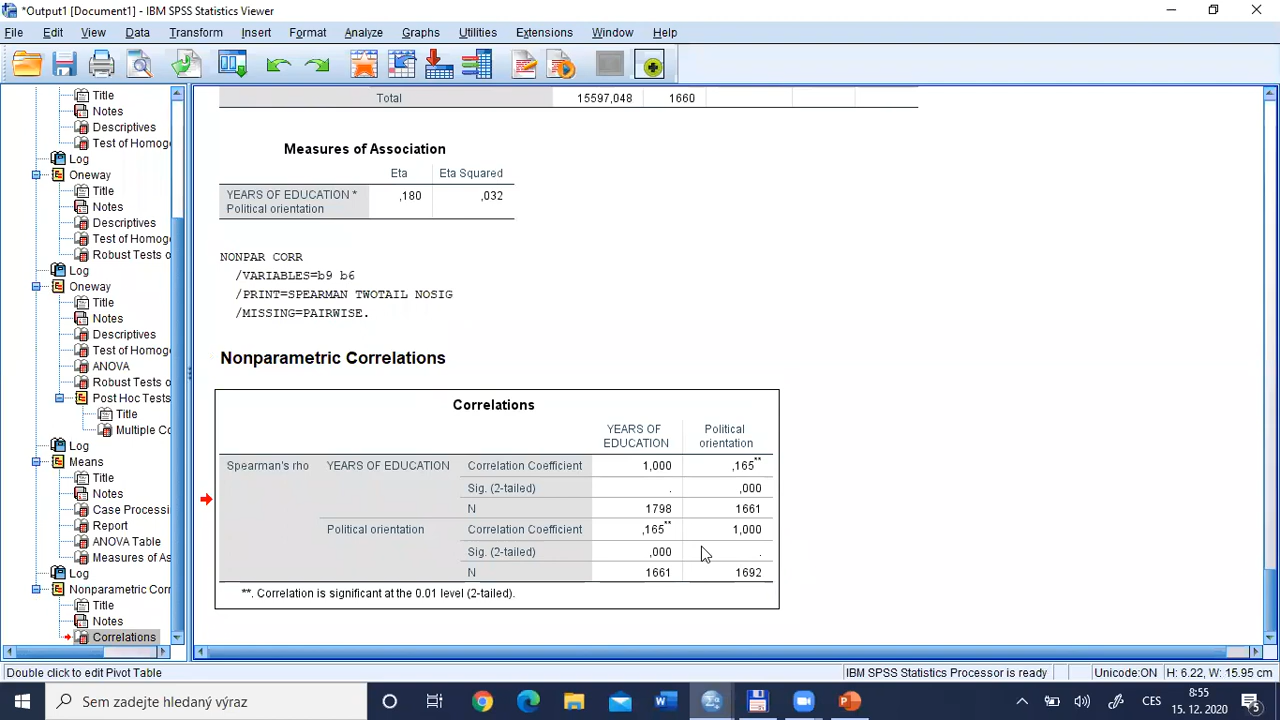 *Output1 [Document1] - IBM SPSS Statistics Viewer
File Edit View Data Transform Insert Format Analyze Graphs Utilities Extensions Window Help
Title
Notes
Descriptives
Test of Homog
Log
Oneway
Title
Notes
Descriptives
Test of Homog
Robust Tests o
Log
Oneway
Title
Notes
Descriptives
Test of Homog
ANOVA
Robust Tests o
Post Hoc Tests
Title
Multiple Co
Log
Means
Title
Notes
Case Processi
Report
ANOVA Table
Measures of As
Log
Nonparametric Corr
Title
Notes
Correlations
Total 15597,048 1660
Measures of Association
Eta Eta Squared
YEARS OF EDUCATION * ,180 ,032
Political orientation
NONPAR CORR
/VARIABLES=b9 b6
/PRINT=SPEARMAN TWOTAIL NOSIG
/MISSING=PAIRWISE.
Nonparametric Correlations
Correlations
YEARS OF EDUCATION Political orientation
Spearman's rho YEARS OF EDUCATION Correlation Coefficient 1,000 ,165**
Sig. (2-tailed) . ,000
N 1798 1661
Political orientation Correlation Coefficient ,165** 1,000
Sig. (2-tailed) ,000 .
N 1661 1692
**. Correlation is significant at the 0.01 level (2-tailed).
Double click to edit Pivot Table IBM SPSS Statistics Processor is ready Unicode:ON H: 6.22, W: 15.95 cm
Sem zadejte hledaný výraz CES 8:55
15. 12. 2020 5